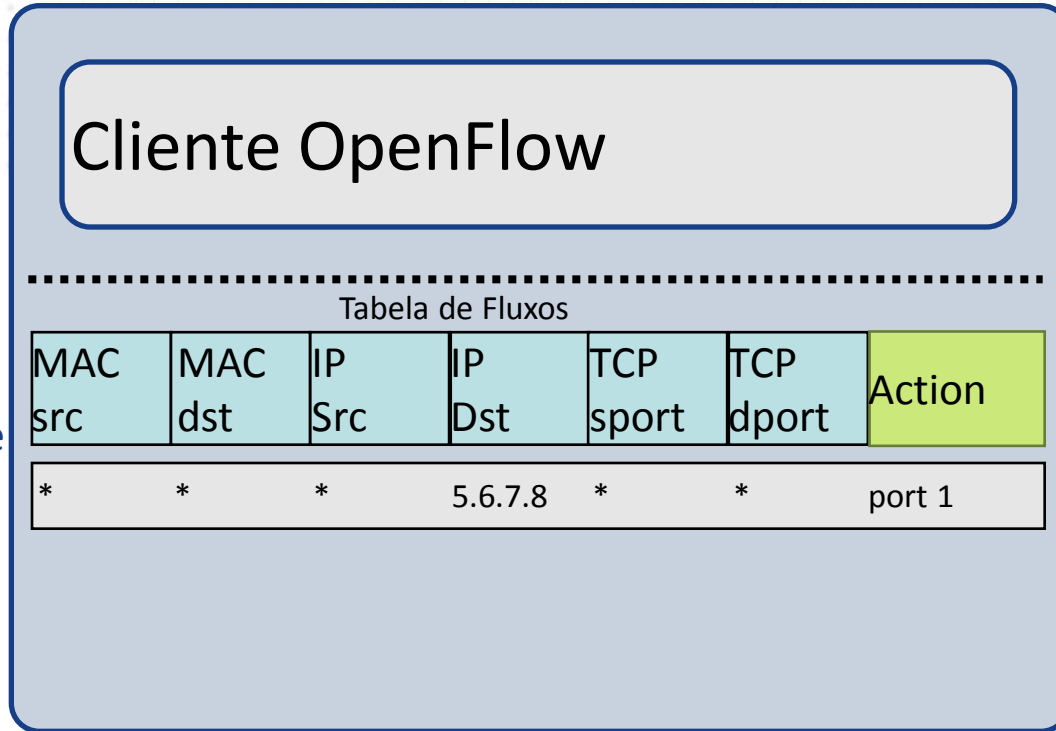 Cliente OpenFlow
Tabela de Fluxos
MAC src
MAC dst
IP Src
IP Dst
TCP sport
TCP dport
Action
* * * 5.6.7.8 * * port 1